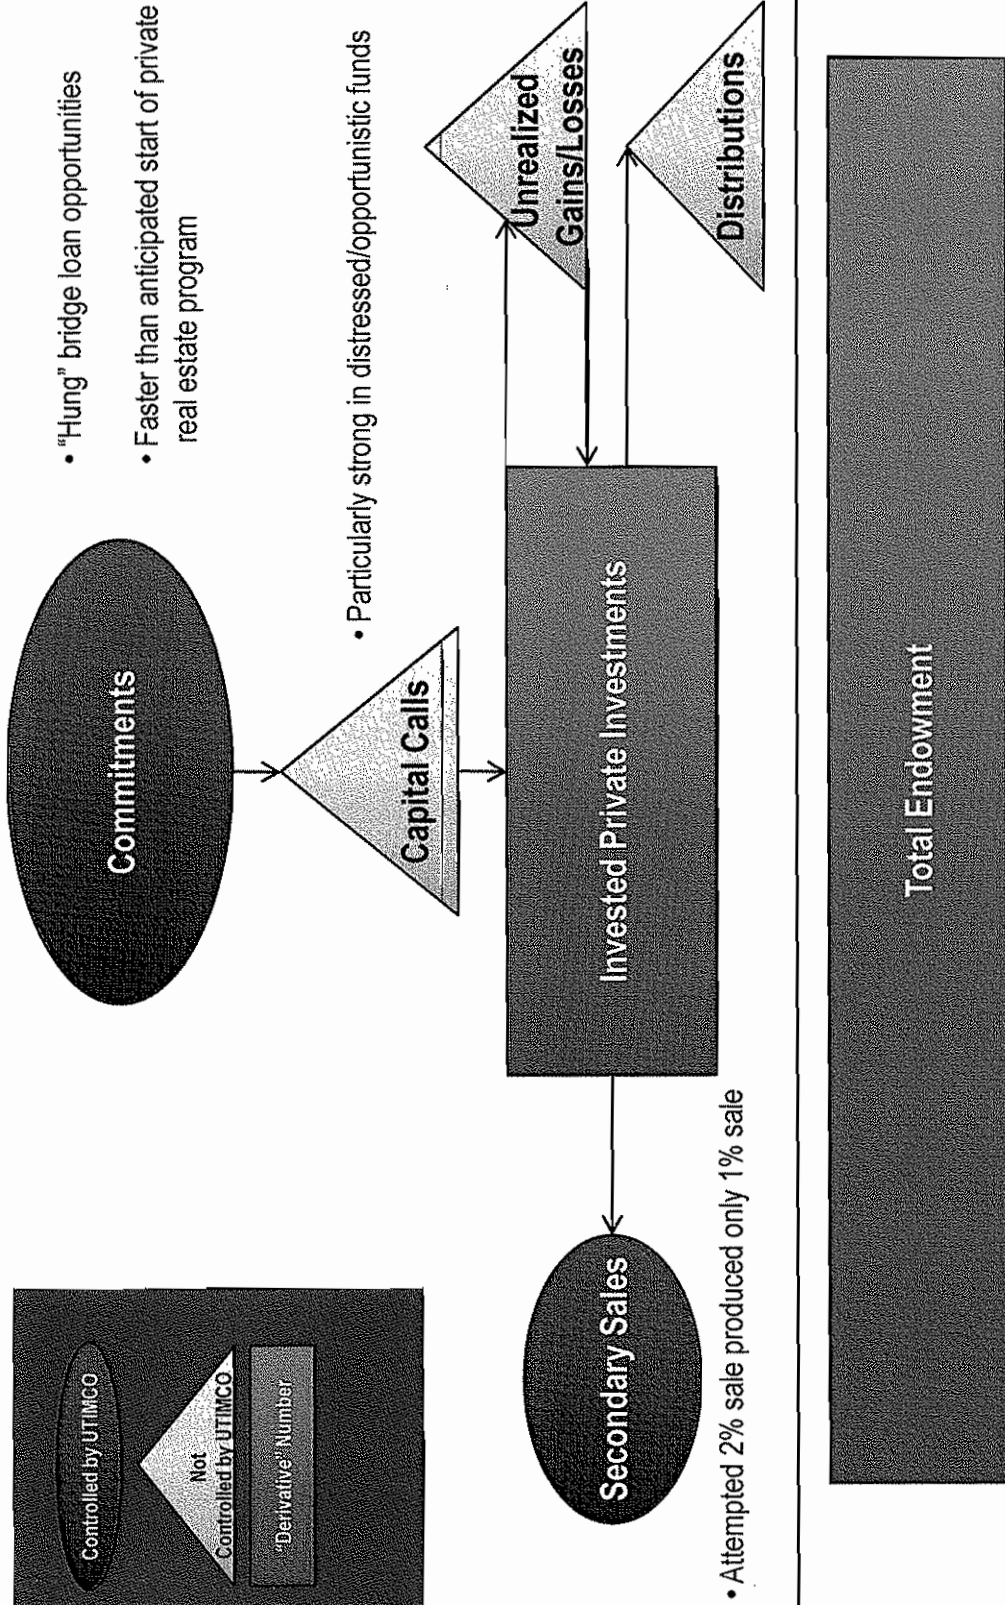 Controlled by UTIMCO
Not
Controlled by UTIMCO
"Derivative" Number
Commitments
• "Hung" bridge loan opportunities
• Faster than anticipated start of private
real estate program
Capital Calls
• Particularly strong in distressed/opportunistic funds
Secondary Sales
Invested Private Investments
Unrealized
Gains/Losses
Distributions
• Attempted 2% sale produced only 1% sale
Total Endowment